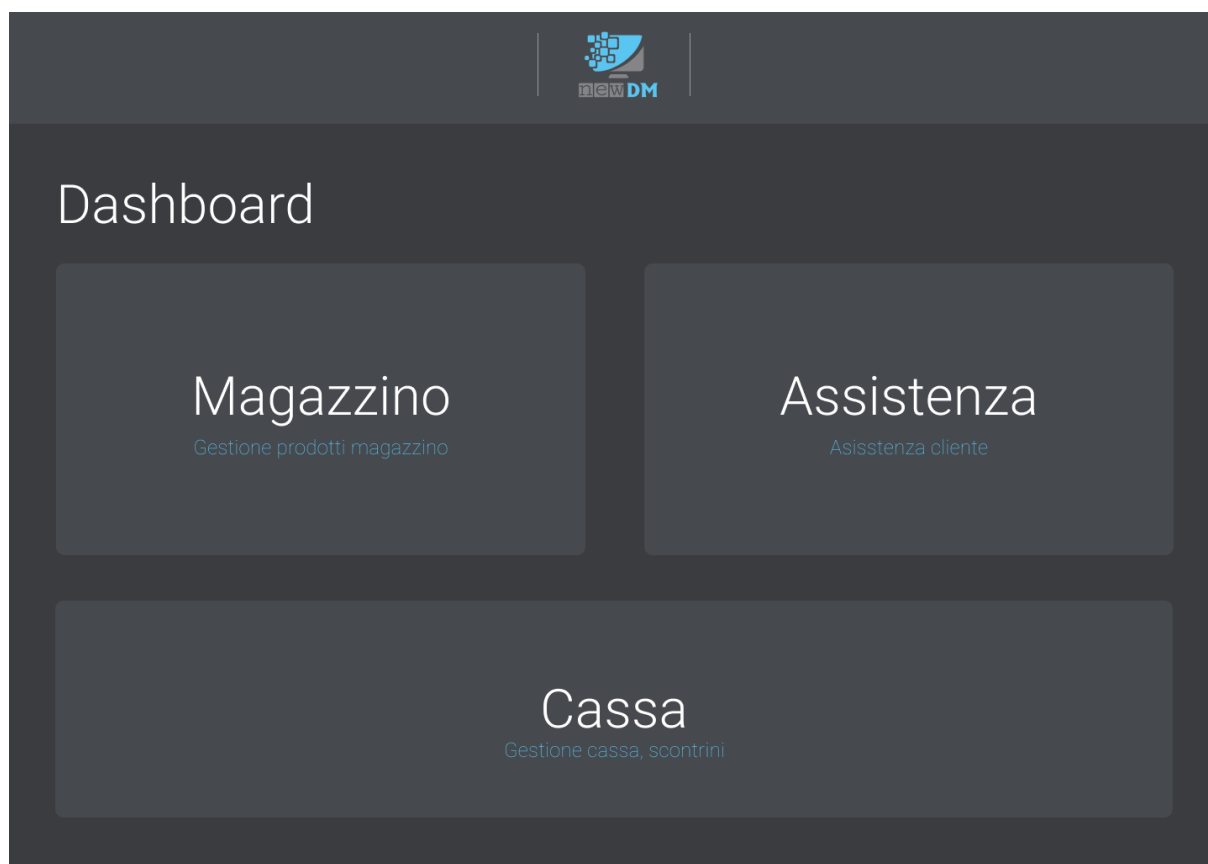 newDM
Dashboard
Magazzino
Gestione prodotti magazzino
Assistenza
Asisstenza cliente
Cassa
Gestione cassa, scontrini